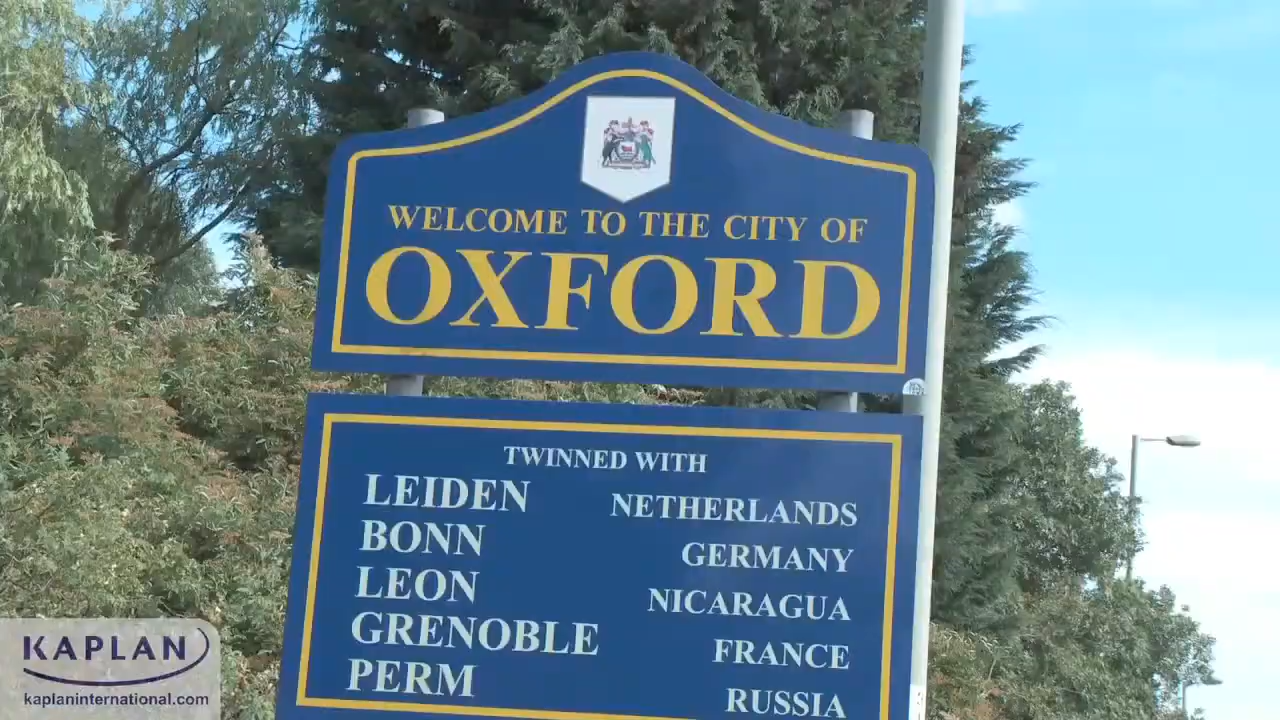 WELCOME TO THE CITY OF
OXFORD
TWINNED WITH
LEIDEN NETHERLANDS
BONN GERMANY
LEON NICARAGUA
GRENOBLE FRANCE
PERM RUSSIA
KAPLAN
kaplaninternational.com